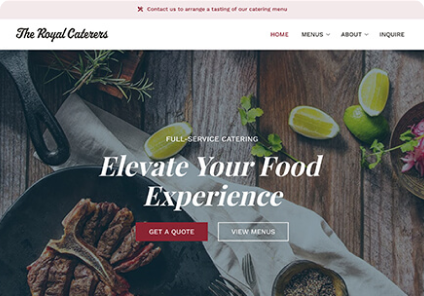 Contact us to arrange a tasting of our catering menu
The Royal Caterers
HOME MENUS ABOUT INQUIRE
FULL-SERVICE CATERING
Elevate Your Food
Experience
GET A QUOTE VIEW MENUS